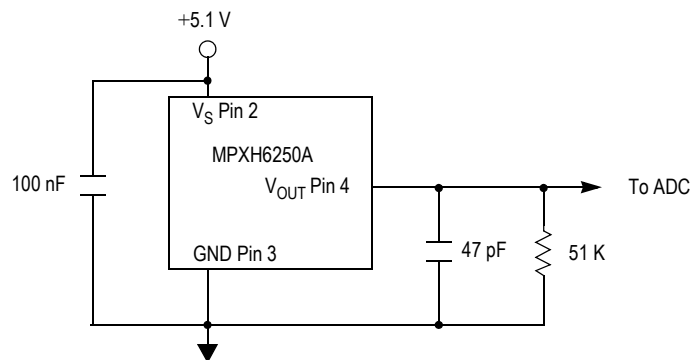 +5.1 V
V_S Pin 2
MPXH6250A
100 nF
V_OUT Pin 4
To ADC
GND Pin 3
47 pF
51 K